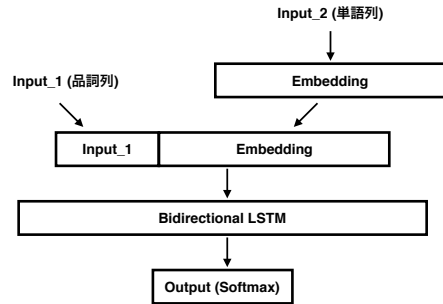 Input_2 (単語列)
Input_1 (品詞列)
Embedding
Input_1
Embedding
Bidirectional LSTM
Output (Softmax)